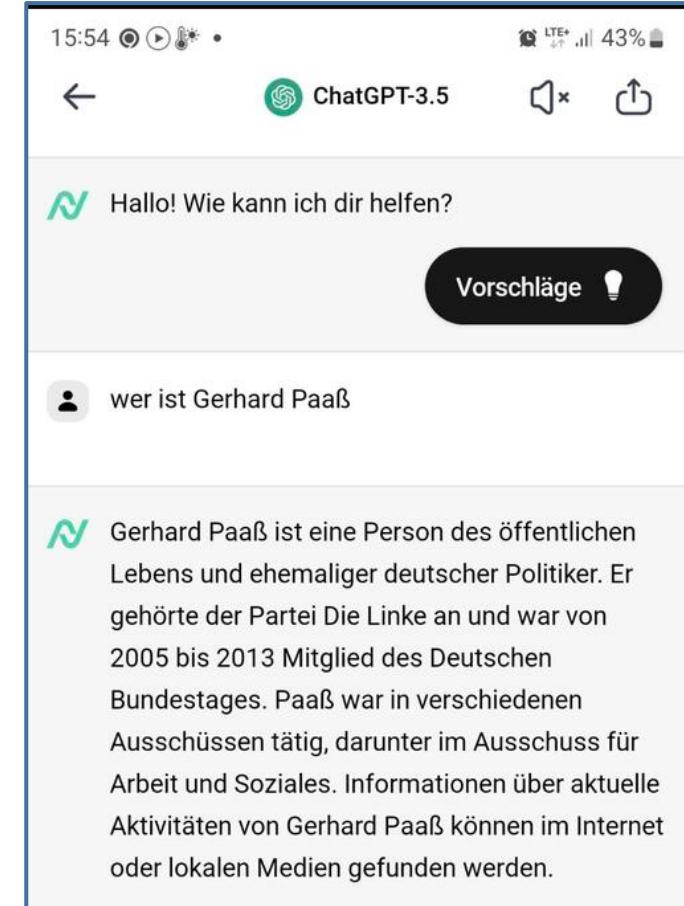 15:54 LTE+ 43%
ChatGPT-3.5
Hallo! Wie kann ich dir helfen?
Vorschläge
wer ist Gerhard Paaß
Gerhard Paaß ist eine Person des öffentlichen
Lebens und ehemaliger deutscher Politiker. Er
gehörte der Partei Die Linke an und war von
2005 bis 2013 Mitglied des Deutschen
Bundestages. Paaß war in verschiedenen
Ausschüssen tätig, darunter im Ausschuss für
Arbeit und Soziales. Informationen über aktuelle
Aktivitäten von Gerhard Paaß können im Internet
oder lokalen Medien gefunden werden.